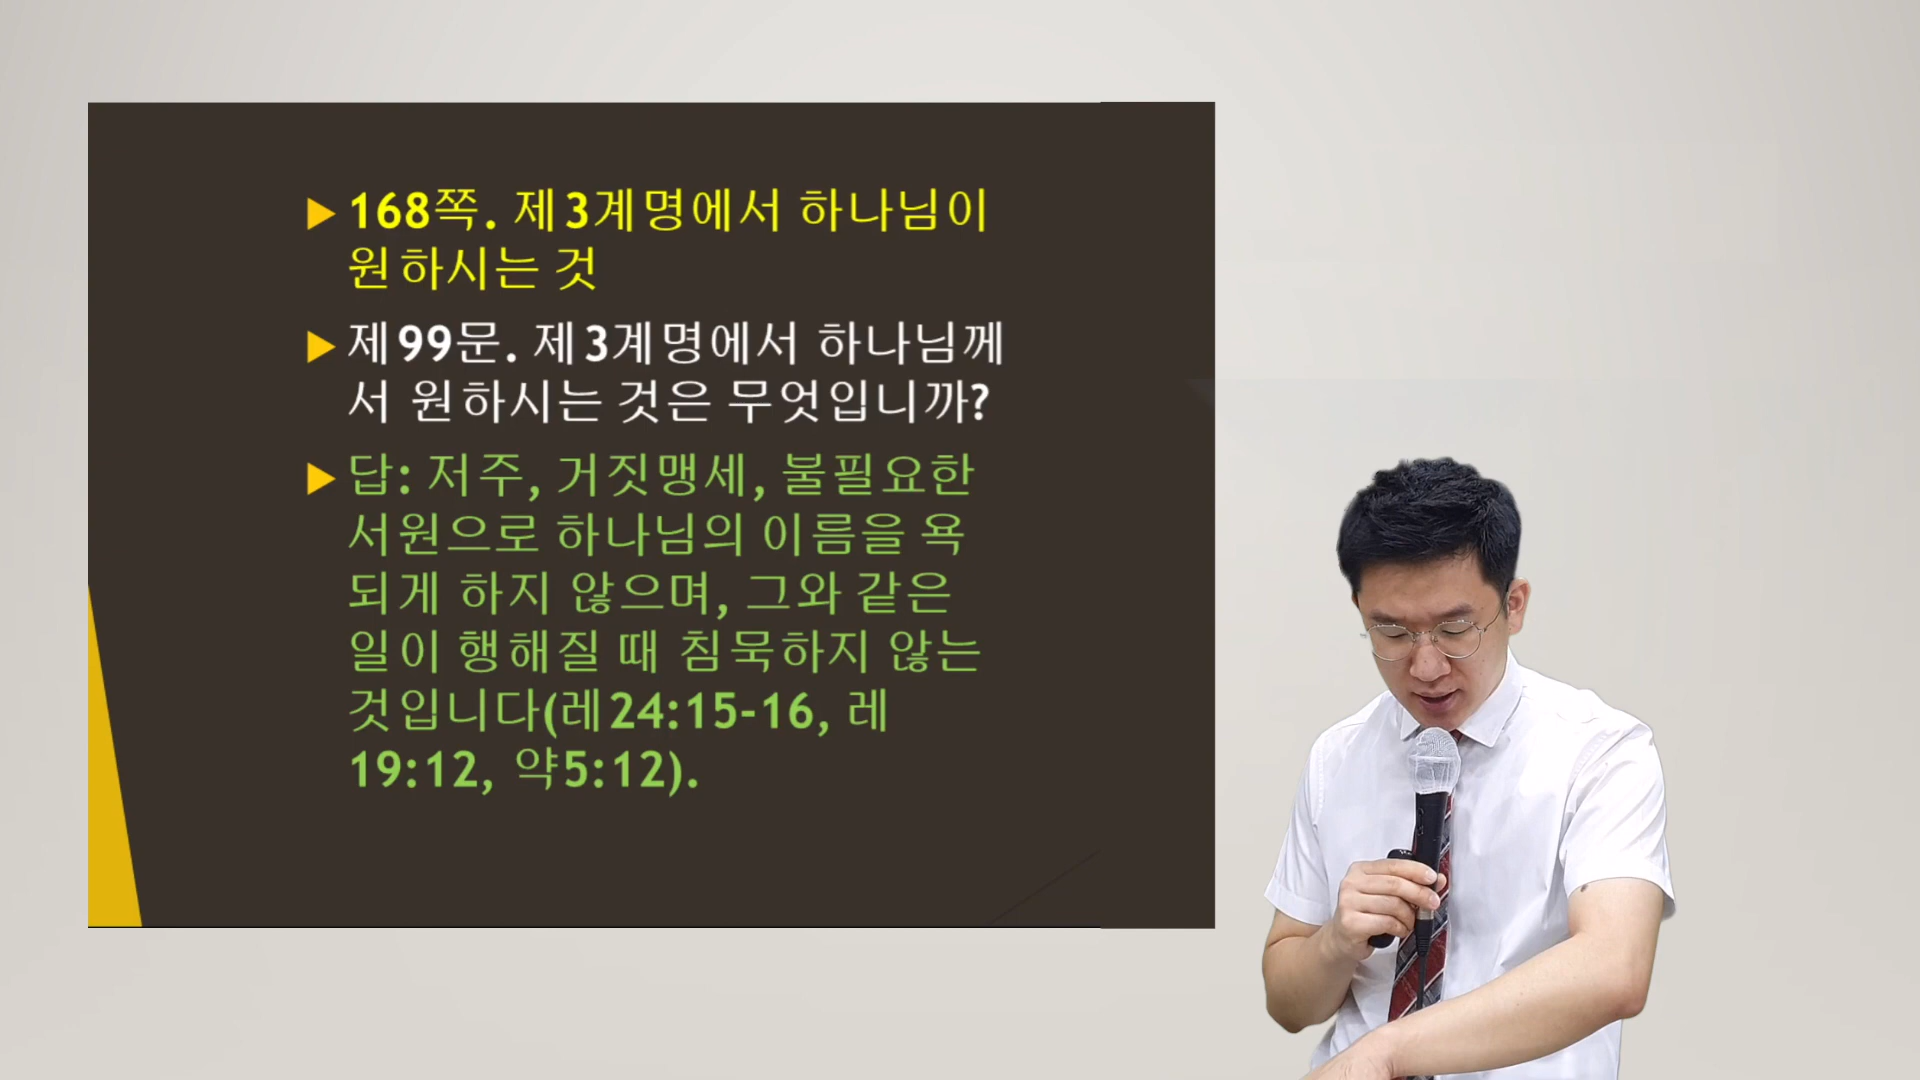 168쪽. 제3계명에서 하나님이
원하시는 것
제99문. 제3계명에서 하나님께
서 원하시는 것은 무엇입니까?
답: 저주, 거짓맹세, 불필요한
서원으로 하나님의 이름을 욕
되게 하지 않으며, 그와 같은
일이 행해질 때 침묵하지 않는
것입니다(레24:15-16, 레
19:12, 약5:12).